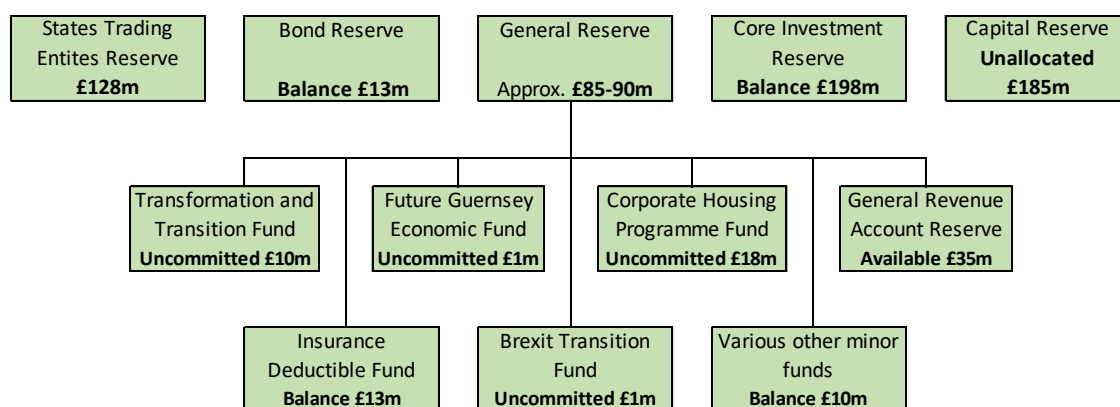 States Trading
Entites Reserve
£128m
Bond Reserve
Balance £13m
General Reserve
Approx. £85-90m
Core Investment
Reserve
Balance £198m
Capital Reserve
Unallocated
£185m
Transformation and
Transition Fund
Uncommitted £10m
Future Guernsey
Economic Fund
Uncommitted £1m
Corporate Housing
Programme Fund
Uncommitted £18m
General Revenue
Account Reserve
Available £35m
Insurance
Deductible Fund
Balance £13m
Brexit Transition
Fund
Uncommitted £1m
Various other minor
funds
Balance £10m